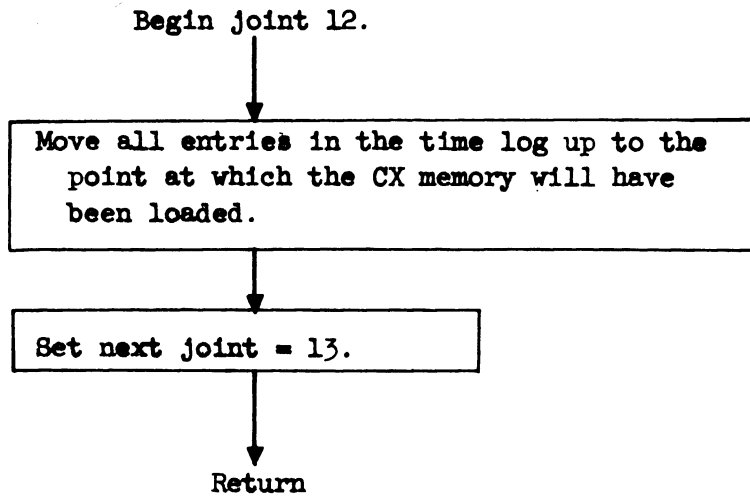 Begin joint 12.
Move all entries in the time log up to the
point at which the CX memory will have
been loaded.
Set next joint = 13.
Return